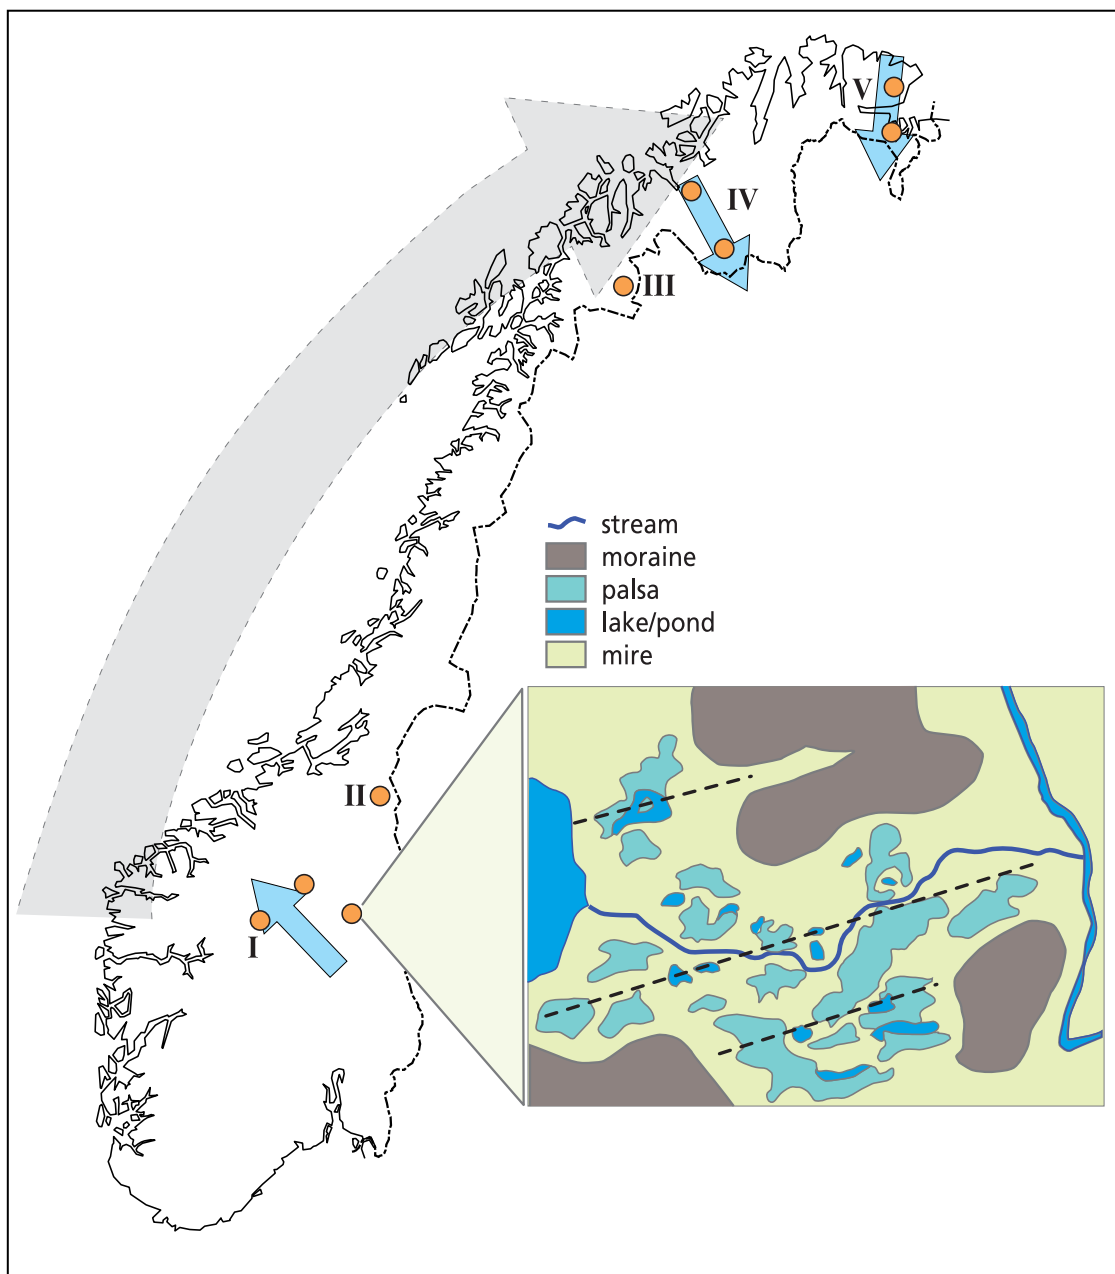 V
IV
III
stream
moraine
palsa
lake/pond
mire
II
I